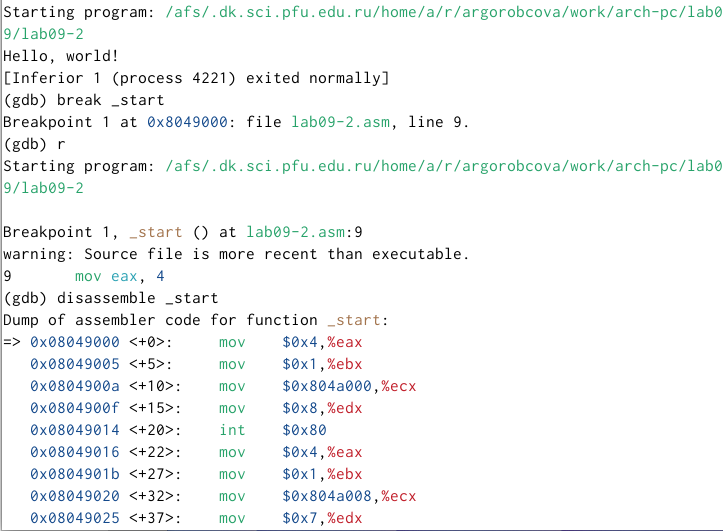 Starting program: /afs/.dk.sci.pfu.edu.ru/home/a/r/argorobcova/work/arch-pc/lab0
9/lab09-2
Hello, world!
[Inferior 1 (process 4221) exited normally]
(gdb) break _start
Breakpoint 1 at 0x8049000: file lab09-2.asm, line 9.
(gdb) r
Starting program: /afs/.dk.sci.pfu.edu.ru/home/a/r/argorobcova/work/arch-pc/lab0
9/lab09-2
Breakpoint 1, _start () at lab09-2.asm:9
warning: Source file is more recent than executable.
9       mov eax, 4
(gdb) disassemble _start
Dump of assembler code for function _start:
=> 0x08049000 <+0>:     mov    $0x4,%eax
   0x08049005 <+5>:     mov    $0x1,%ebx
   0x0804900a <+10>:    mov    $0x804a000,%ecx
   0x0804900f <+15>:    mov    $0x8,%edx
   0x08049014 <+20>:    int    $0x80
   0x08049016 <+22>:    mov    $0x4,%eax
   0x0804901b <+27>:    mov    $0x1,%ebx
   0x08049020 <+32>:    mov    $0x804a008,%ecx
   0x08049025 <+37>:    mov    $0x7,%edx